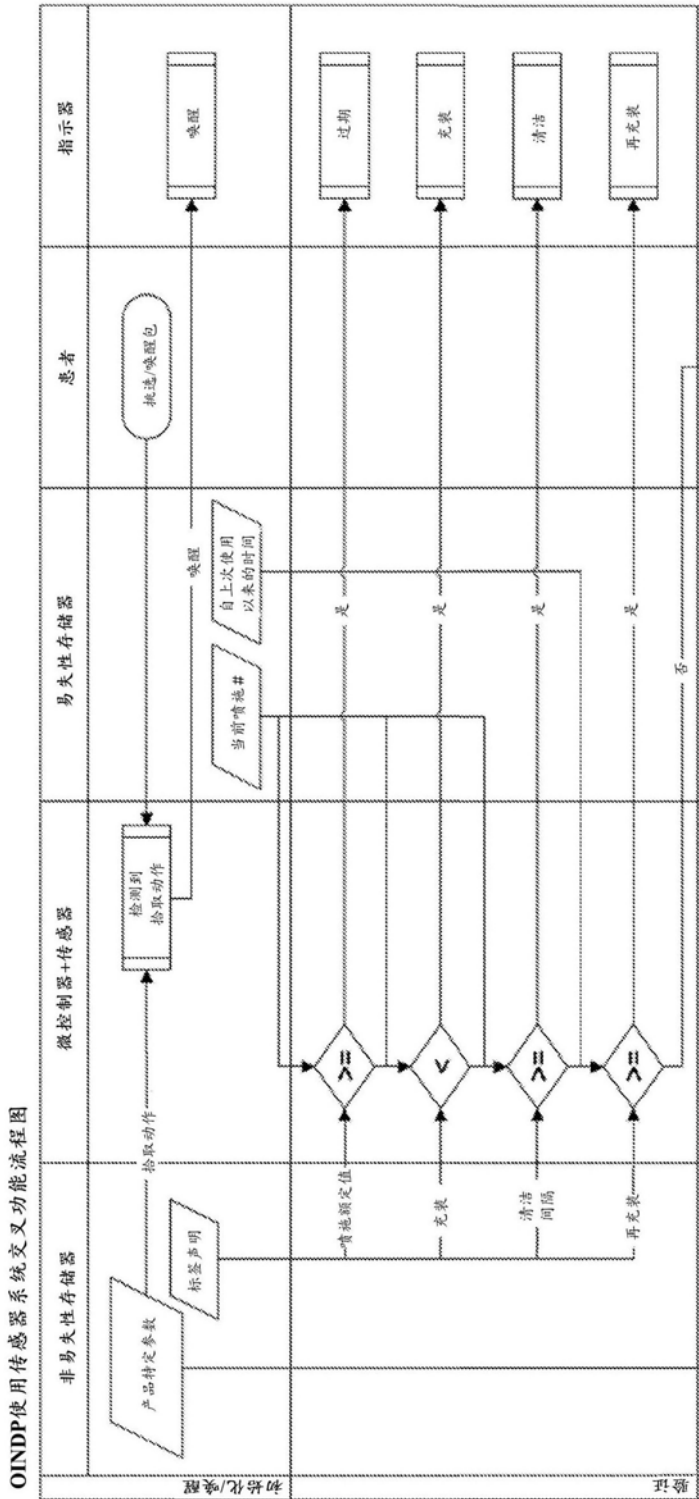 OINDP使用传感器系统交叉功能流程图
非易失性存储器
微控制器+传感器
易失性存储器
患者
指示器
初始化/唤醒
产品特定参数
拾取动作
检测到
拾取动作
挑选/唤醒包
唤醒
唤醒
标签声明
当前喷施#
自上次使用
以来的时间
验证
喷施额定值
>=
是
过期
充装
<
是
充装
清洁
间隔
>=
是
清洁
再充装
>=
是
再充装
否